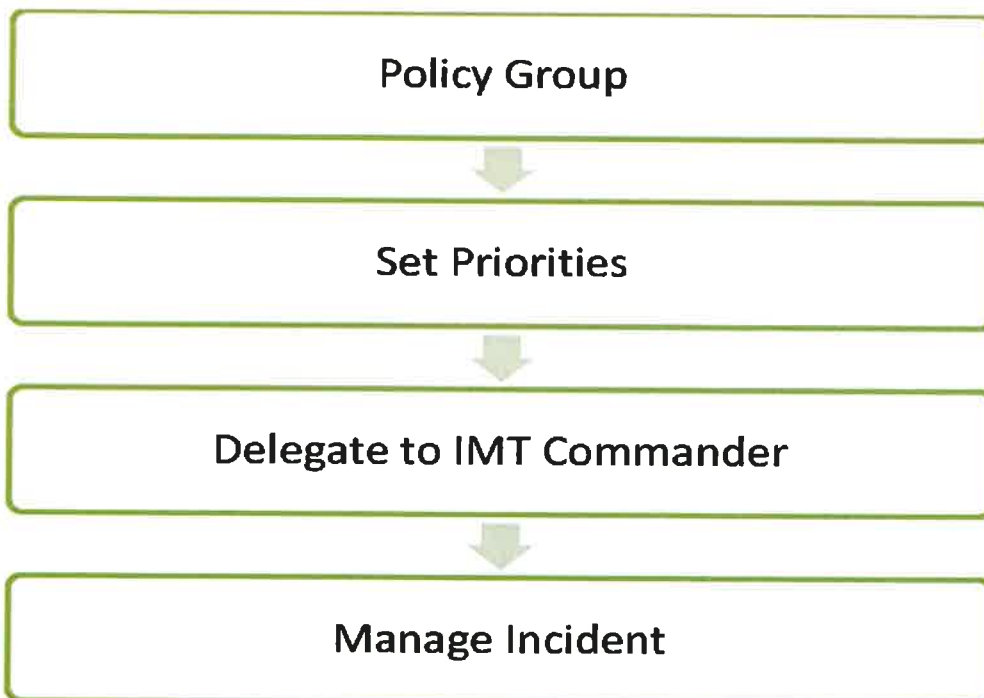 Policy Group
Set Priorities
Delegate to IMT Commander
Manage Incident